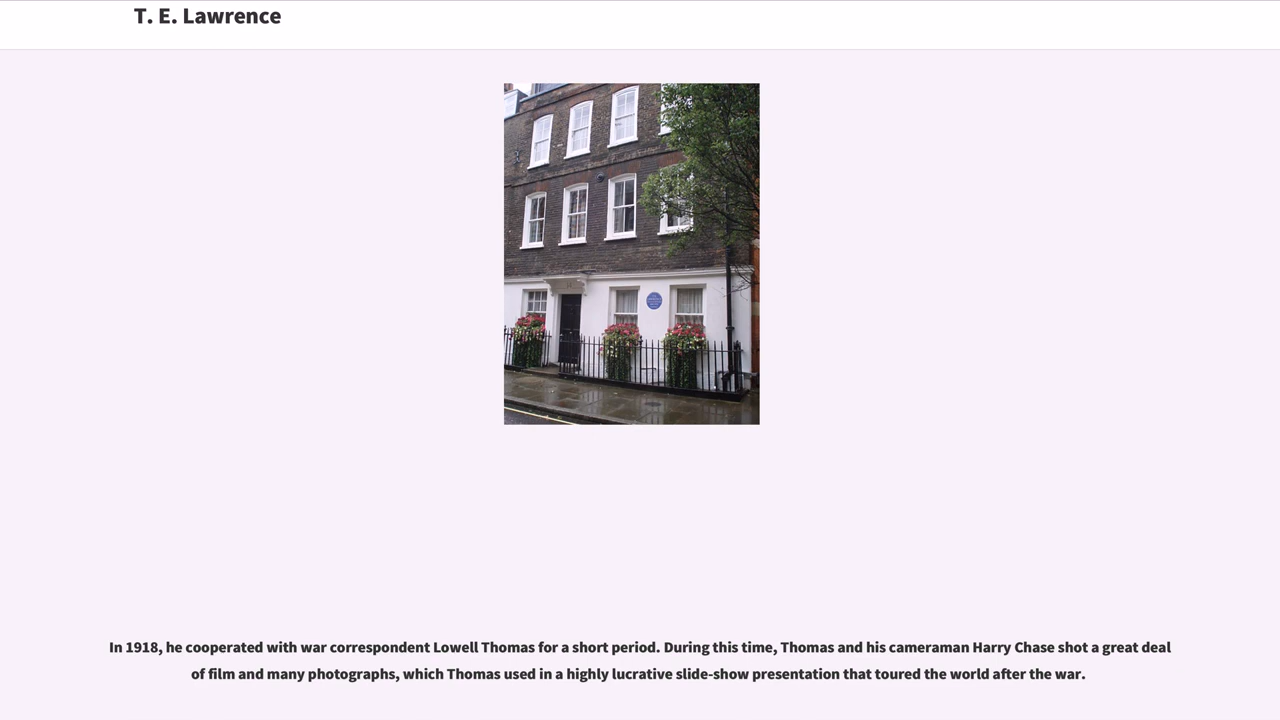 T. E. Lawrence
In 1918, he cooperated with war correspondent Lowell Thomas for a short period. During this time, Thomas and his cameraman Harry Chase shot a great deal
of film and many photographs, which Thomas used in a highly lucrative slide-show presentation that toured the world after the war.